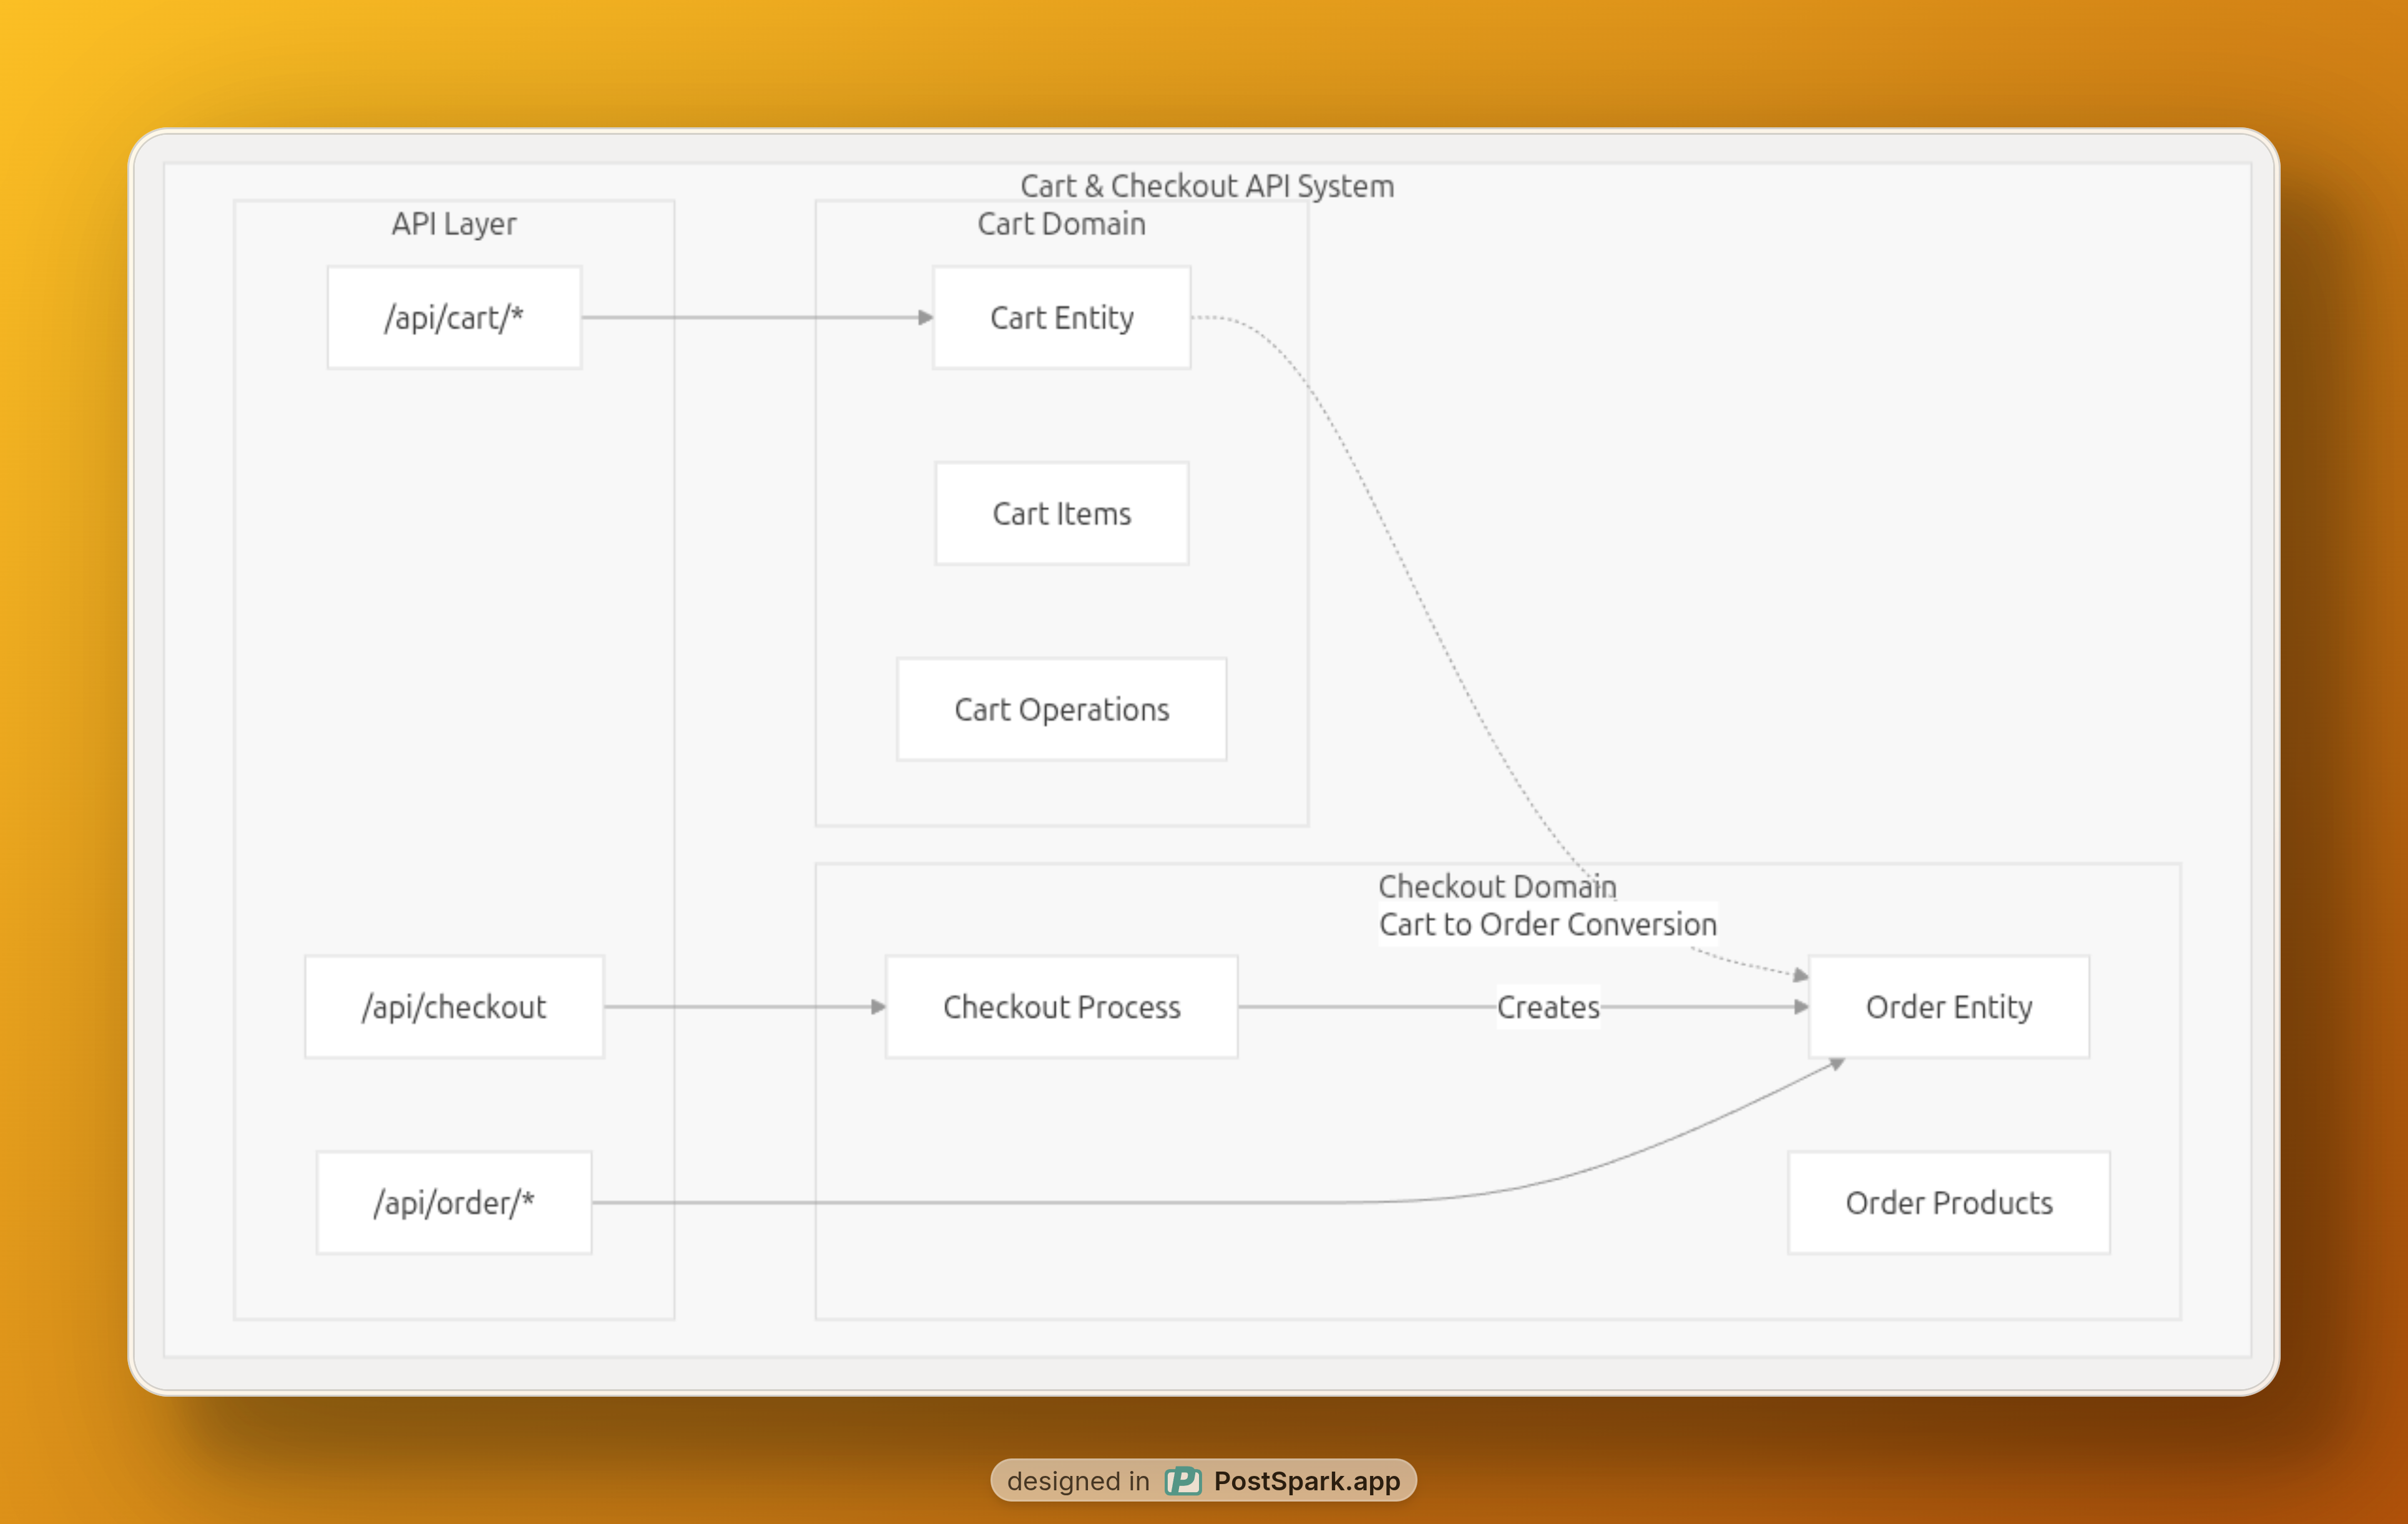 Cart & Checkout API System
API Layer
Cart Domain
/api/cart/*
Cart Entity
Cart Items
Cart Operations
Checkout Domain
Cart to Order Conversion
/api/checkout
Checkout Process
Creates
Order Entity
/api/order/*
Order Products
designed in PostSpark.app